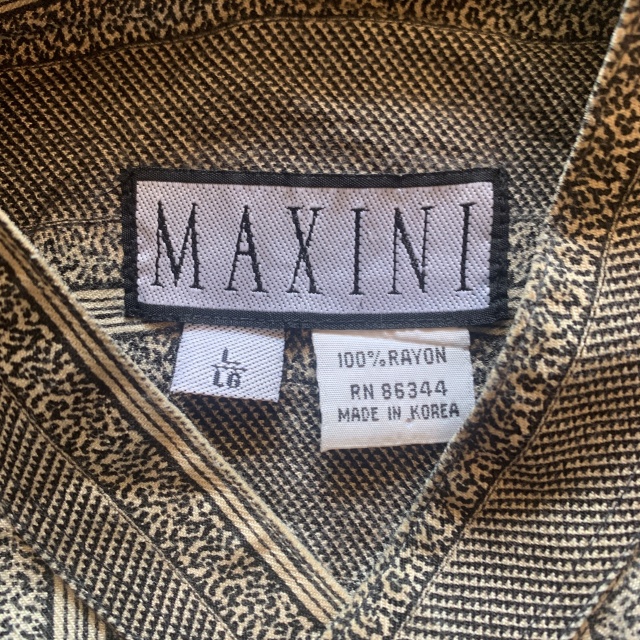 MAXINI
L
LG
100% RAYON
RN 86344
MADE IN KOREA